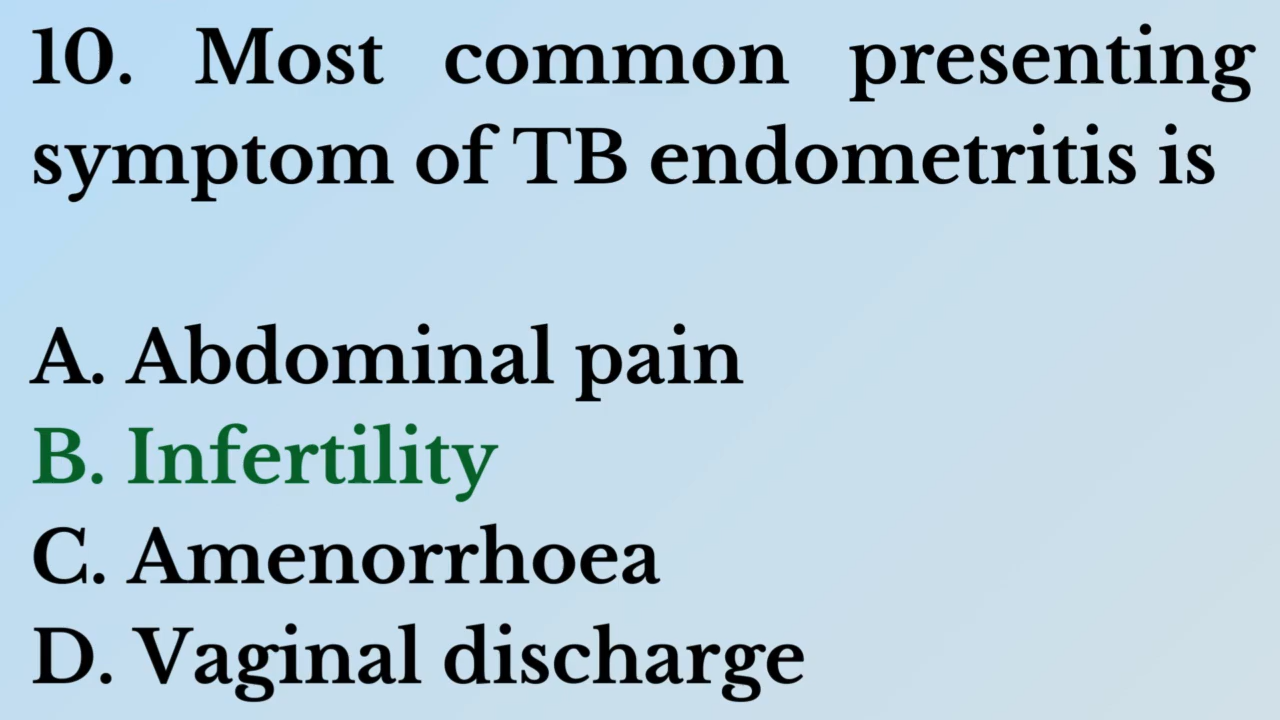 10. Most common presenting
symptom of TB endometritis is
A. Abdominal pain
B. Infertility
C. Amenorrhoea
D. Vaginal discharge